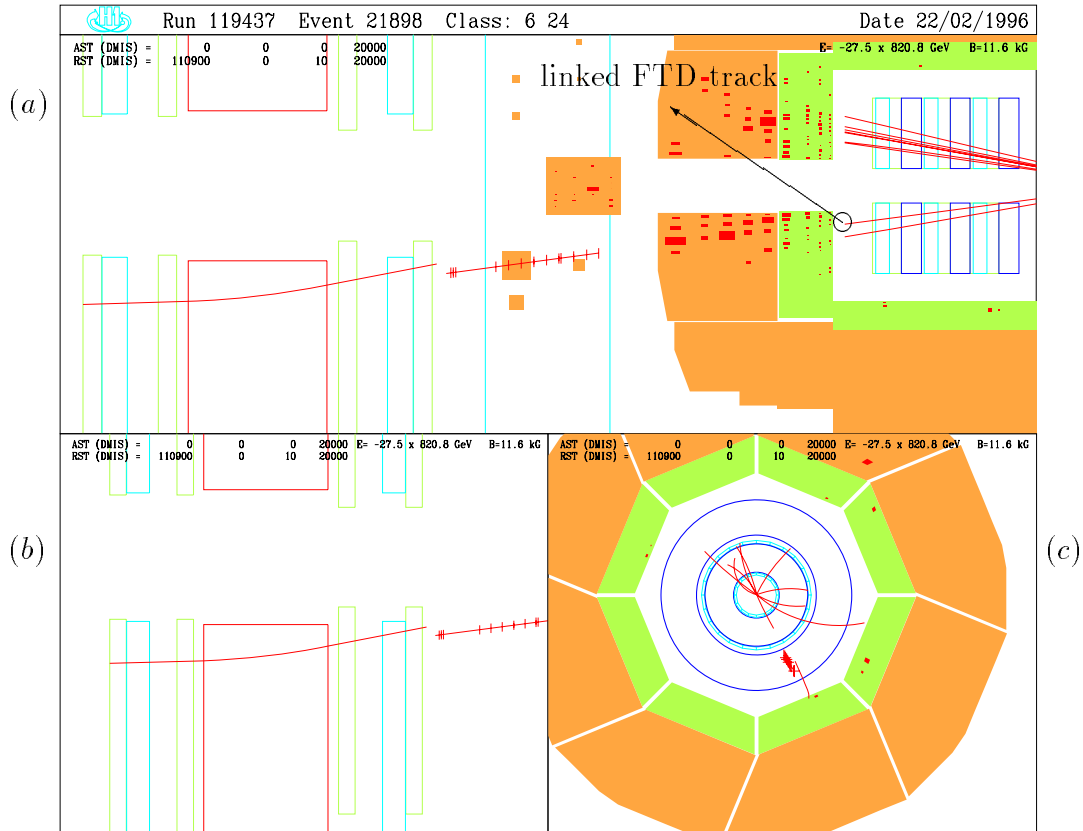 Run 119437 Event 21898 Class: 6 24 Date 22/02/1996
(a)
AST (DMIS) = 0 0 0 20000 E= -27.5 x 820.8 GeV B=11.6 kG
RST (DMIS) = 110900 0 10 20000
linked FTD track
(b)
AST (DMIS) = 0 0 0 20000 E= -27.5 x 820.8 GeV B=11.6 kG
RST (DMIS) = 110900 0 10 20000
AST (DMIS) = 0 0 0 20000 E= -27.5 x 820.8 GeV B=11.6 kG
RST (DMIS) = 110900 0 10 20000
(c)